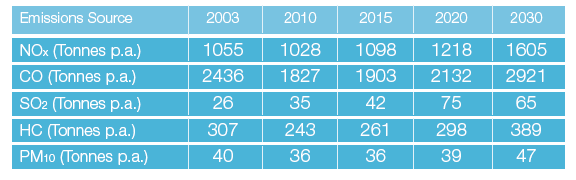 Emissions Source 2003 2010 2015 2020 2030
NOx (Tonnes p.a.) 1055 1028 1098 1218 1605
CO (Tonnes p.a.) 2436 1827 1903 2132 2921
SO2 (Tonnes p.a.) 26 35 42 75 65
HC (Tonnes p.a.) 307 243 261 298 389
PM10 (Tonnes p.a.) 40 36 36 39 47